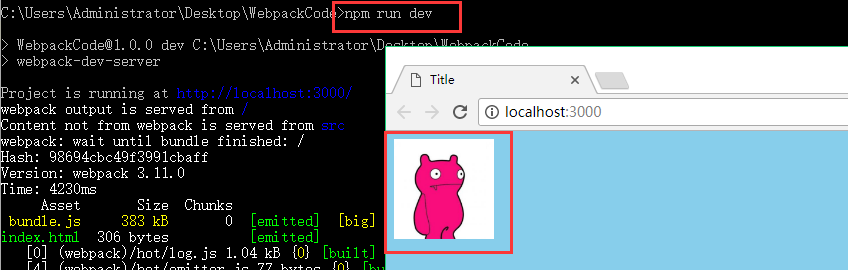 C:\Users\Administrator\Desktop\WebpackCode>npm run dev
> WebpackCode@1.0.0 dev C:\Users\Administrator\Desktop\WebpackCode
> webpack-dev-server
Project is running at http://localhost:3000/
webpack output is served from /
Content not from webpack is served from src
webpack: wait until bundle finished: /
Hash: 98694cbc49f3991cbaff
Version: webpack 3.11.0
Time: 4230ms
Asset Size Chunks
bundle.js 383 kB 0 [emitted] [big]
index.html 306 bytes [emitted]
[0] (webpack)/hot/log.js 1.04 kB {0} [built]
[4] (webpack)/hot/emitter.js 77 bytes {0} [bu
Title
localhost:3000